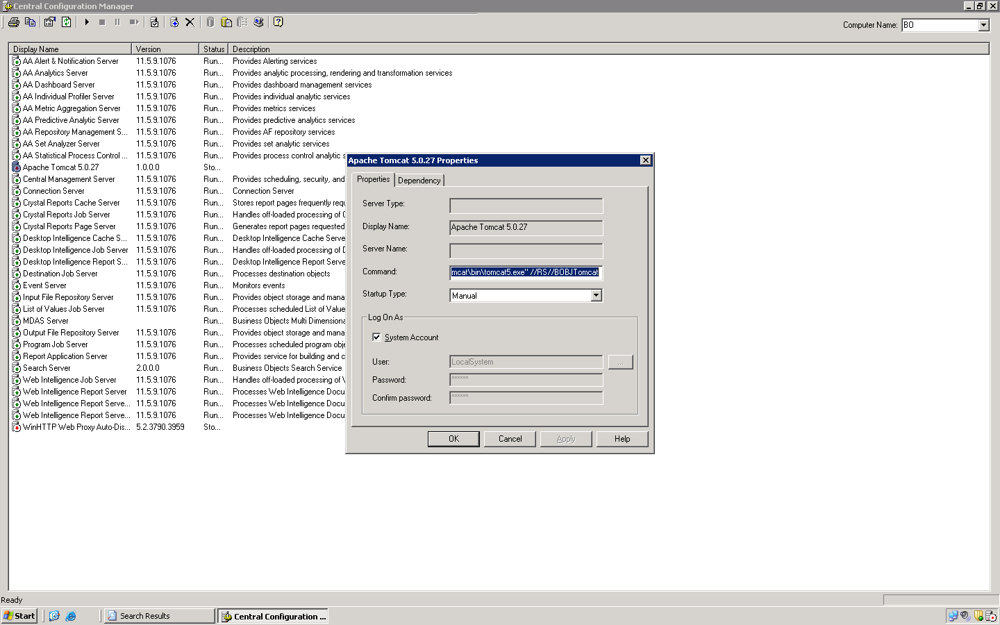 Central Configuration Manager
Computer Name: BO
Display Name Version Status Description
AA Alert & Notification Server 11.5.9.1076 Run... Provides Alerting services
AA Analytics Server 11.5.9.1076 Run... Provides analytic processing, rendering and transformation services
AA Dashboard Server 11.5.9.1076 Run... Provides dashboard management services
AA Individual Profiler Server 11.5.9.1076 Run... Provides individual analytic services
AA Metric Aggregation Server 11.5.9.1076 Run... Provides metrics services
AA Predictive Analytic Server 11.5.9.1076 Run... Provides predictive analytics services
AA Repository Management S... 11.5.9.1076 Run... Provides AF repository services
AA Set Analyzer Server 11.5.9.1076 Run... Provides set analytic services
AA Statistical Process Control ... 11.5.9.1076 Run... Provides process control analytic s
Apache Tomcat 5.0.27 1.0.0.0 Sto...
Central Management Server 11.5.9.1076 Run... Provides scheduling, security, and
Connection Server 11.5.9.1076 Run... Connection Server
Crystal Reports Cache Server 11.5.9.1076 Run... Stores report pages frequently requ
Crystal Reports Job Server 11.5.9.1076 Run... Handles off-loaded processing of C
Crystal Reports Page Server 11.5.9.1076 Run... Generates report pages requested
Desktop Intelligence Cache S... 11.5.9.1076 Run... Desktop Intelligence Cache Serve
Desktop Intelligence Job Server 11.5.9.1076 Run... Handles off-loaded processing of D
Desktop Intelligence Report S... 11.5.9.1076 Run... Desktop Intelligence Report Serve
Destination Job Server 11.5.9.1076 Run... Processes destination objects
Event Server 11.5.9.1076 Run... Monitors events
Input File Repository Server 11.5.9.1076 Run... Provides object storage and mana
List of Values Job Server 11.5.9.1076 Run... Processes scheduled List of Value
MDAS Server Run... Business Objects Multi Dimensiona
Output File Repository Server 11.5.9.1076 Run... Provides object storage and mana
Program Job Server 11.5.9.1076 Run... Processes scheduled program obje
Report Application Server 11.5.9.1076 Run... Provides service for building and c
Search Server 2.0.0.0 Run... Business Objects Search Service
Web Intelligence Job Server 11.5.9.1076 Run... Handles off-loaded processing of V
Web Intelligence Report Server 11.5.9.1076 Run... Processes Web Intelligence Docu
Web Intelligence Report Serve... 11.5.9.1076 Run... Processes Web Intelligence Docu
Web Intelligence Report Serve... 11.5.9.1076 Run... Processes Web Intelligence Docu
WinHTTP Web Proxy Auto-Dis... 5.2.3790.3959 Sto...
Apache Tomcat 5.0.27 Properties
Properties Dependency
Server Type:
Display Name: Apache Tomcat 5.0.27
Server Name:
Command: mcat\bin\tomcat5.exe" //RS//BOBJTomcat
Startup Type: Manual
Log On As
System Account
User: LocalSystem ...
Password: ******
Confirm password: ******
OK Cancel Apply Help
Ready
Start Search Results Central Configuration ...